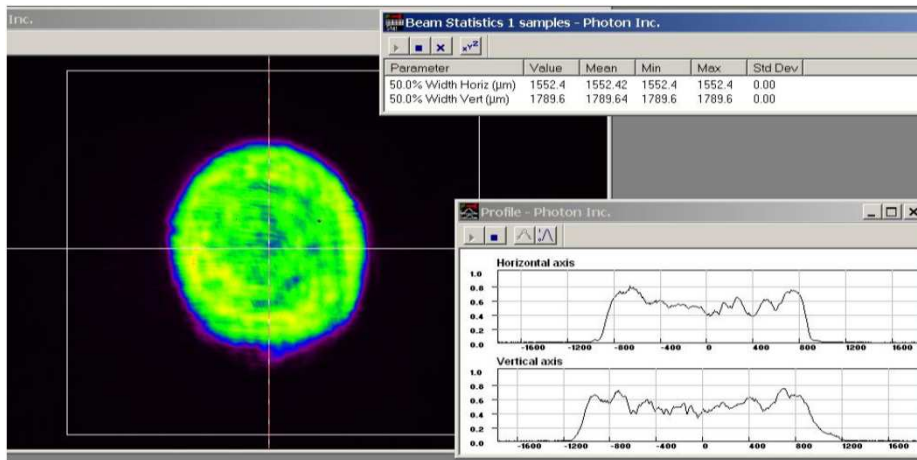 Inc.
Beam Statistics 1 samples - Photon Inc.
Parameter Value Mean Min Max Std Dev
50.0% Width Horiz (µm) 1552.4 1552.42 1552.4 1552.4 0.00
50.0% Width Vert (µm) 1789.6 1789.64 1789.6 1789.6 0.00
Profile - Photon Inc.
Horizontal axis
1.0
0.8
0.6
0.4
0.2
0.0
-1600 -1200 -800 -400 0 400 800 1200 1600
Vertical axis
1.0
0.8
0.6
0.4
0.2
0.0
-1600 -1200 -800 -400 0 400 800 1200 1600